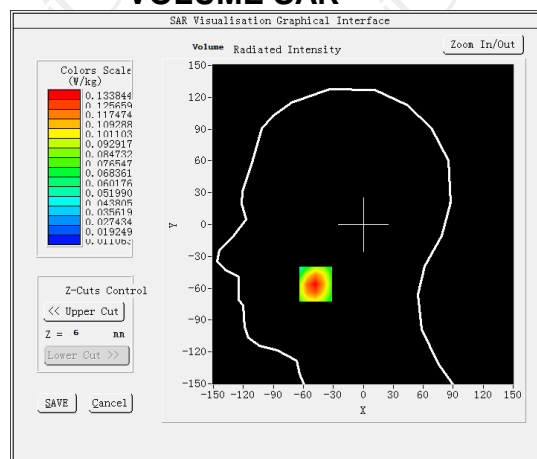 VOLUME SAR
SAR Visualisation Graphical Interface
Volume Radiated Intensity
Zoom In/Out
Colors Scale
(W/kg)
0.133844
0.125659
0.117474
0.109288
0.101103
0.092917
0.084732
0.076547
0.068361
0.060176
0.051990
0.043805
0.035619
0.027434
0.019249
0.011063
Z-Cuts Control
<< Upper Cut
Z = 6 mm
Lower Cut >>
SAVE Cancel
150
120
90
60
30
0
-30
-60
-90
-120
-150
Y
-150 -120 -90 -60 -30 0 30 60 90 120 150
X